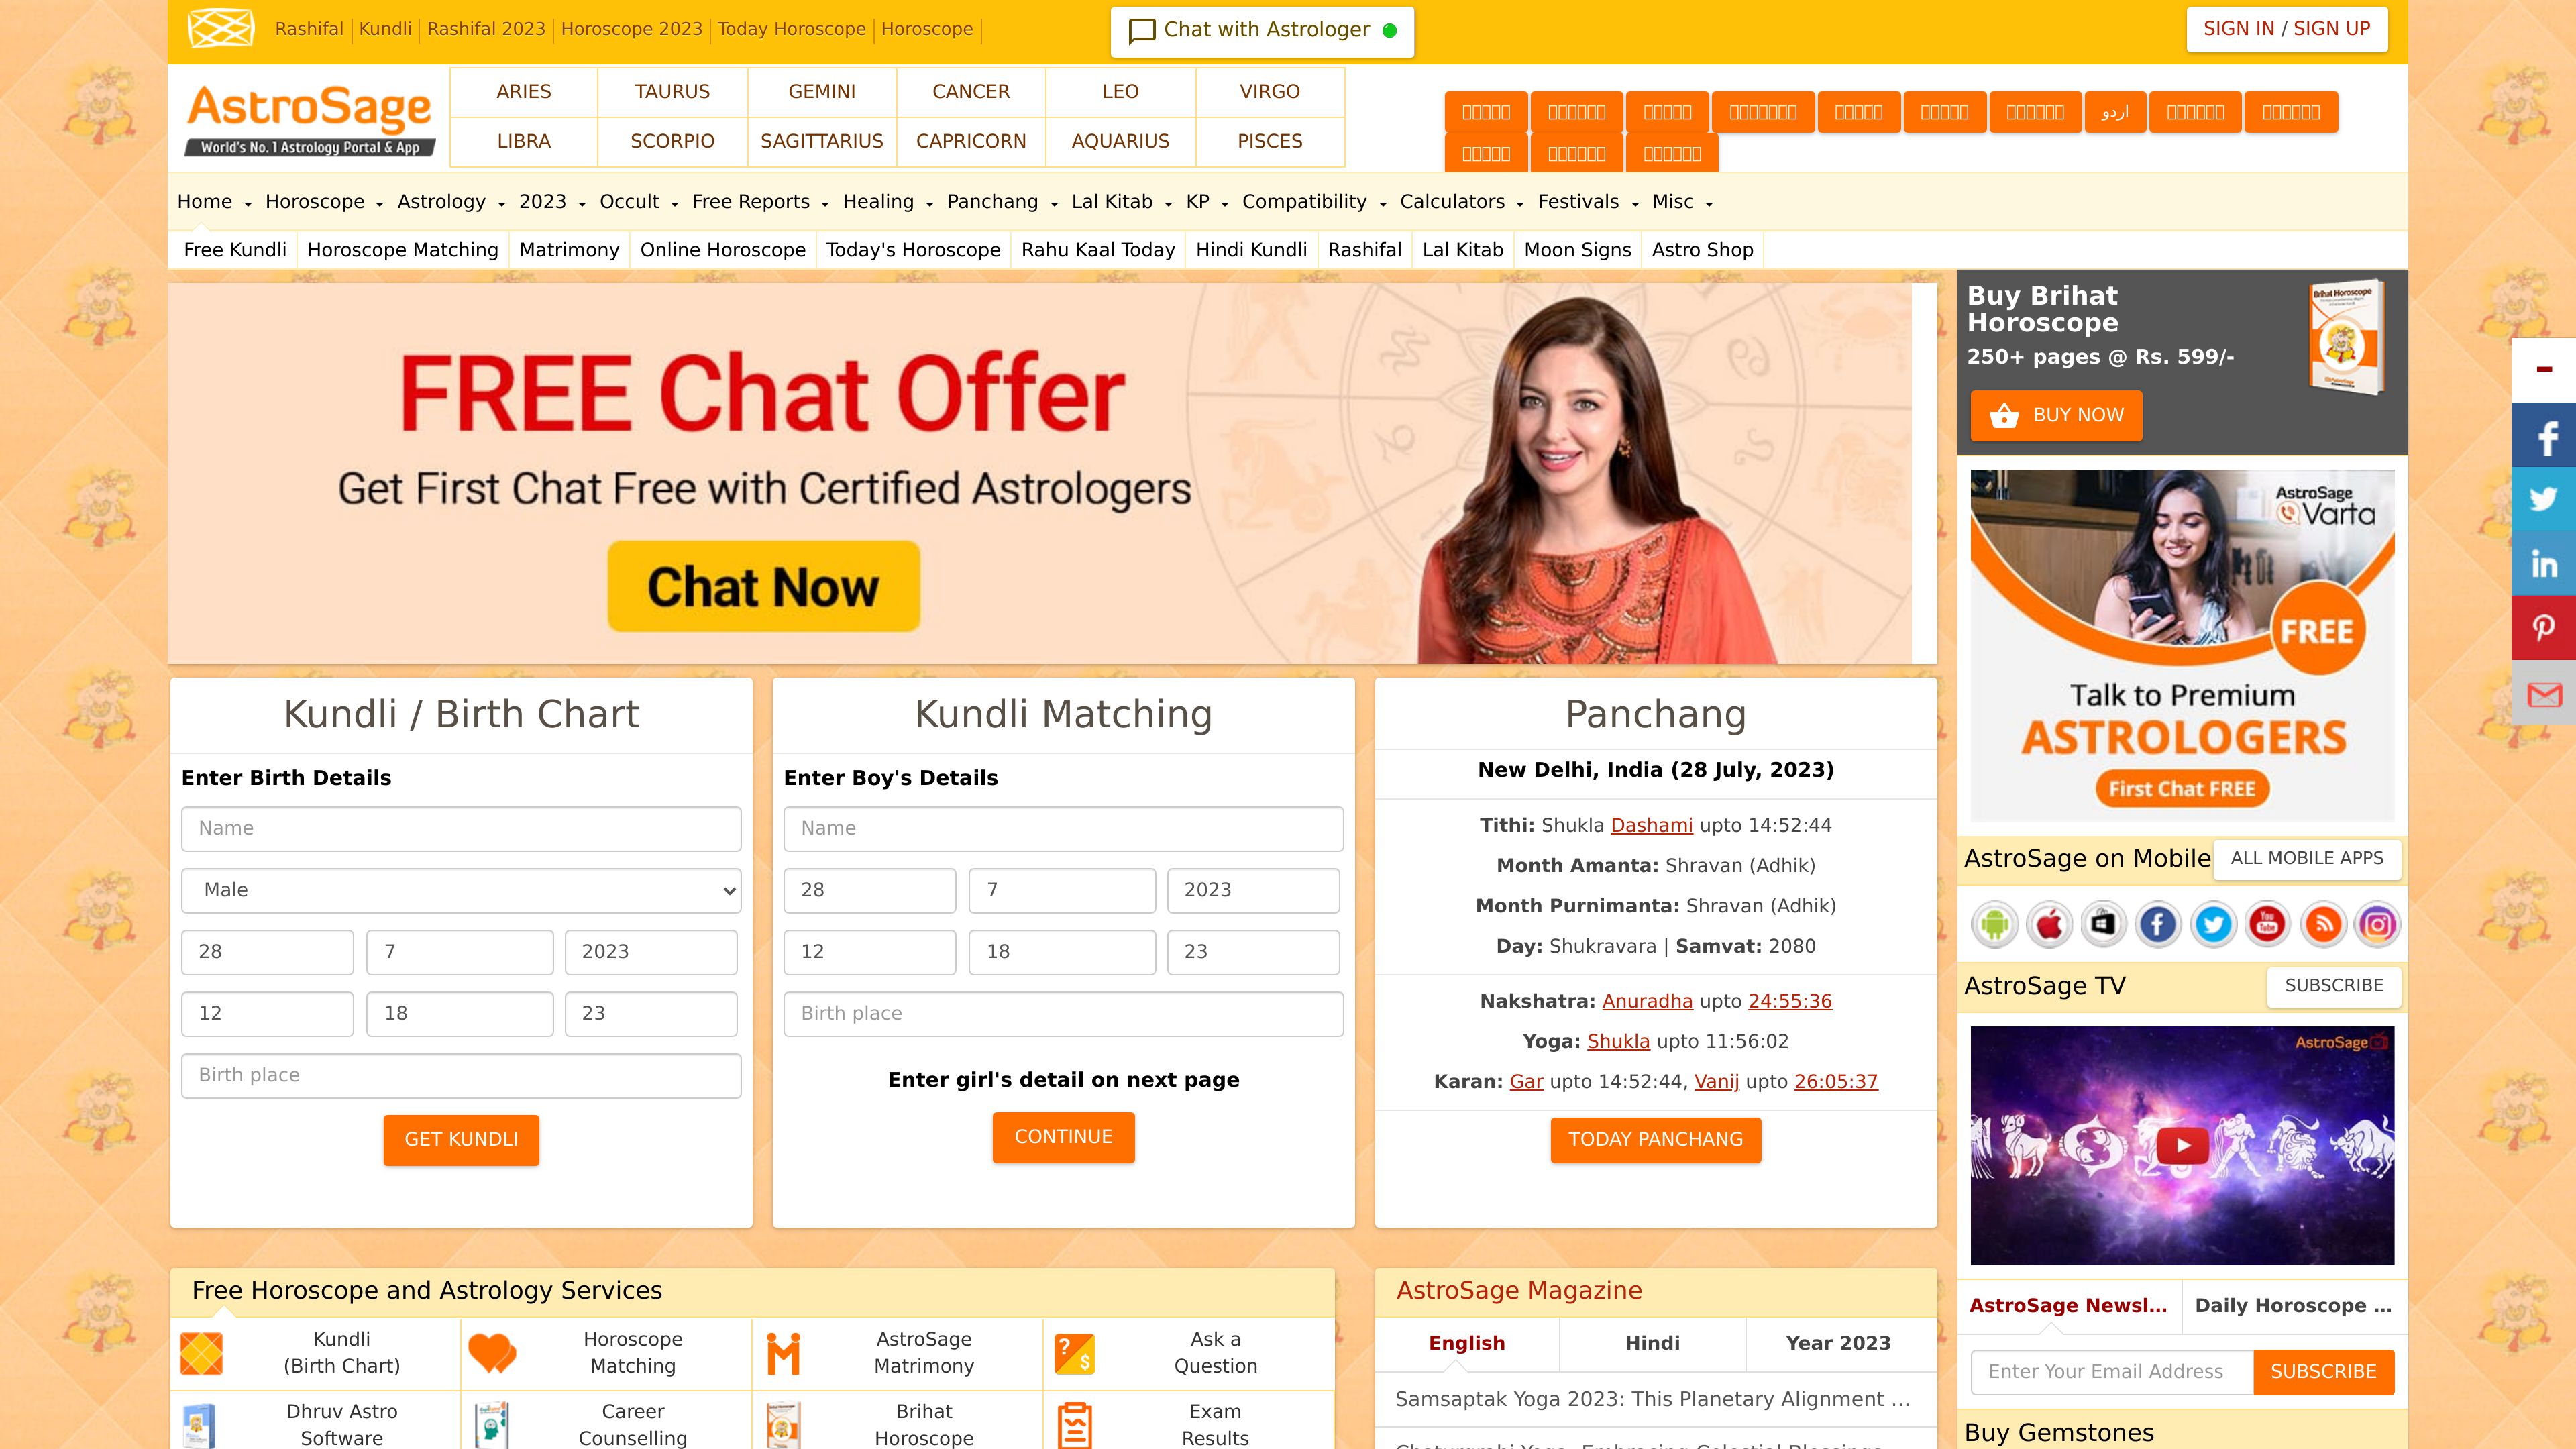 Rashifal Kundli Rashifal 2023 Horoscope 2023 Today Horoscope Horoscope
Chat with Astrologer
SIGN IN / SIGN UP
AstroSage
World's No. 1 Astrology Portal & App
ARIES TAURUS GEMINI CANCER LEO VIRGO
LIBRA SCORPIO SAGITTARIUS CAPRICORN AQUARIUS PISCES
اردو
Home Horoscope Astrology 2023 Occult Free Reports Healing Panchang Lal Kitab KP Compatibility Calculators Festivals Misc
Free Kundli Horoscope Matching Matrimony Online Horoscope Today's Horoscope Rahu Kaal Today Hindi Kundli Rashifal Lal Kitab Moon Signs Astro Shop
FREE Chat Offer
Get First Chat Free with Certified Astrologers
Chat Now
Buy Brihat
Horoscope
250+ pages @ Rs. 599/-
BUY NOW
Brihat Horoscope
AstroSage
Varta
FREE
Talk to Premium
ASTROLOGERS
First Chat FREE
Kundli / Birth Chart
Enter Birth Details
Name
Male
28 7 2023
12 18 23
Birth place
GET KUNDLI
Kundli Matching
Enter Boy's Details
Name
28 7 2023
12 18 23
Birth place
Enter girl's detail on next page
CONTINUE
Panchang
New Delhi, India (28 July, 2023)
Tithi: Shukla Dashami upto 14:52:44
Month Amanta: Shravan (Adhik)
Month Purnimanta: Shravan (Adhik)
Day: Shukravara | Samvat: 2080
Nakshatra: Anuradha upto 24:55:36
Yoga: Shukla upto 11:56:02
Karan: Gar upto 14:52:44, Vanij upto 26:05:37
TODAY PANCHANG
AstroSage on Mobile
ALL MOBILE APPS
You
Tube
AstroSage TV
SUBSCRIBE
AstroSage
AstroSage Newsl... Daily Horoscope ...
Enter Your Email Address
SUBSCRIBE
Buy Gemstones
Free Horoscope and Astrology Services
Kundli
(Birth Chart)
Horoscope
Matching
AstroSage
Matrimony
Ask a
Question
Dhruv Astro
Software
Career
Counselling
Brihat
Horoscope
Exam
Results
AstroSage Magazine
English Hindi Year 2023
Samsaptak Yoga 2023: This Planetary Alignment ...